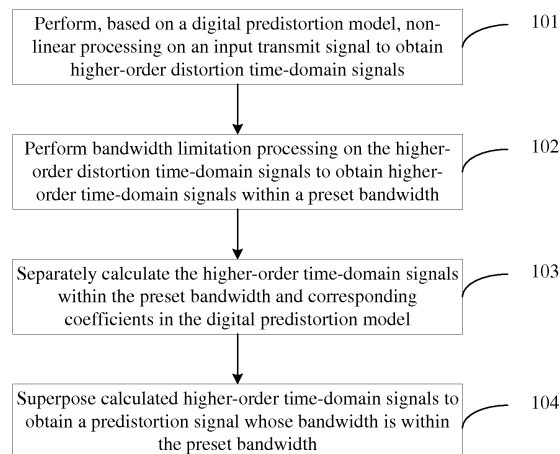 Perform, based on a digital predistortion model, non-
linear processing on an input transmit signal to obtain
higher-order distortion time-domain signals
101
Perform bandwidth limitation processing on the higher-
order distortion time-domain signals to obtain higher-
order time-domain signals within a preset bandwidth
102
Separately calculate the higher-order time-domain signals
within the preset bandwidth and corresponding
coefficients in the digital predistortion model
103
Superpose calculated higher-order time-domain signals to
obtain a predistortion signal whose bandwidth is within
the preset bandwidth
104